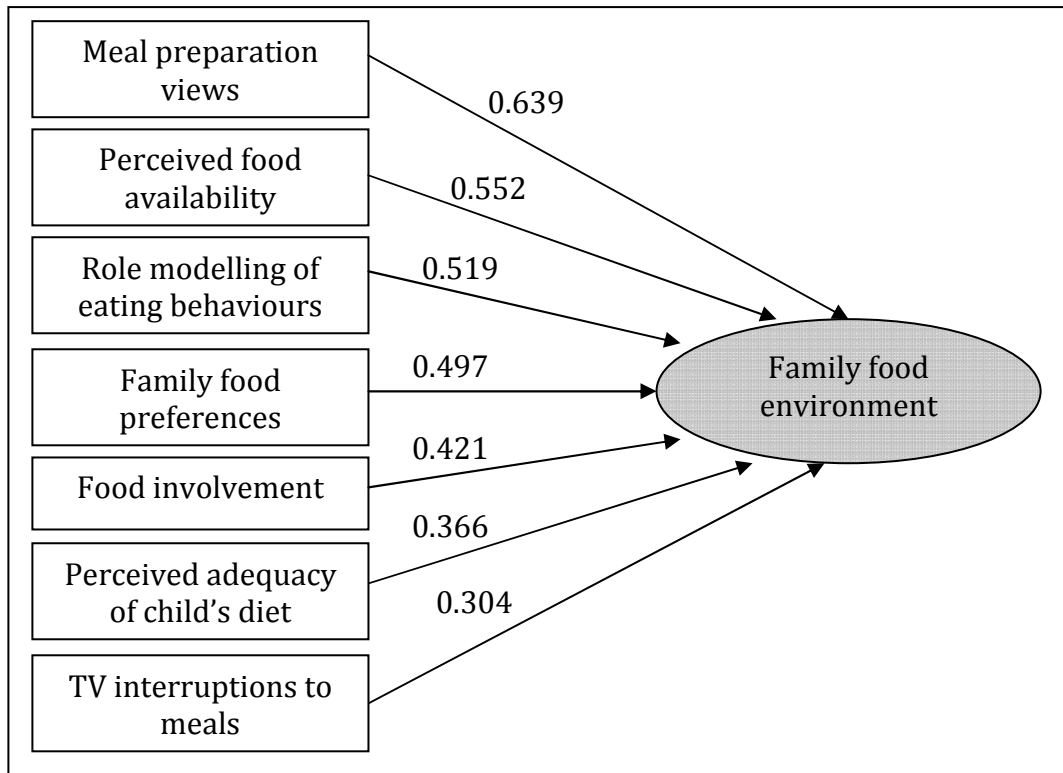 Meal preparation
views
0.639
Perceived food
availability
0.552
Role modelling of
eating behaviours
0.519
Family food
preferences
0.497
Family food
environment
Food involvement
0.421
Perceived adequacy
of child’s diet
0.366
TV interruptions to
meals
0.304